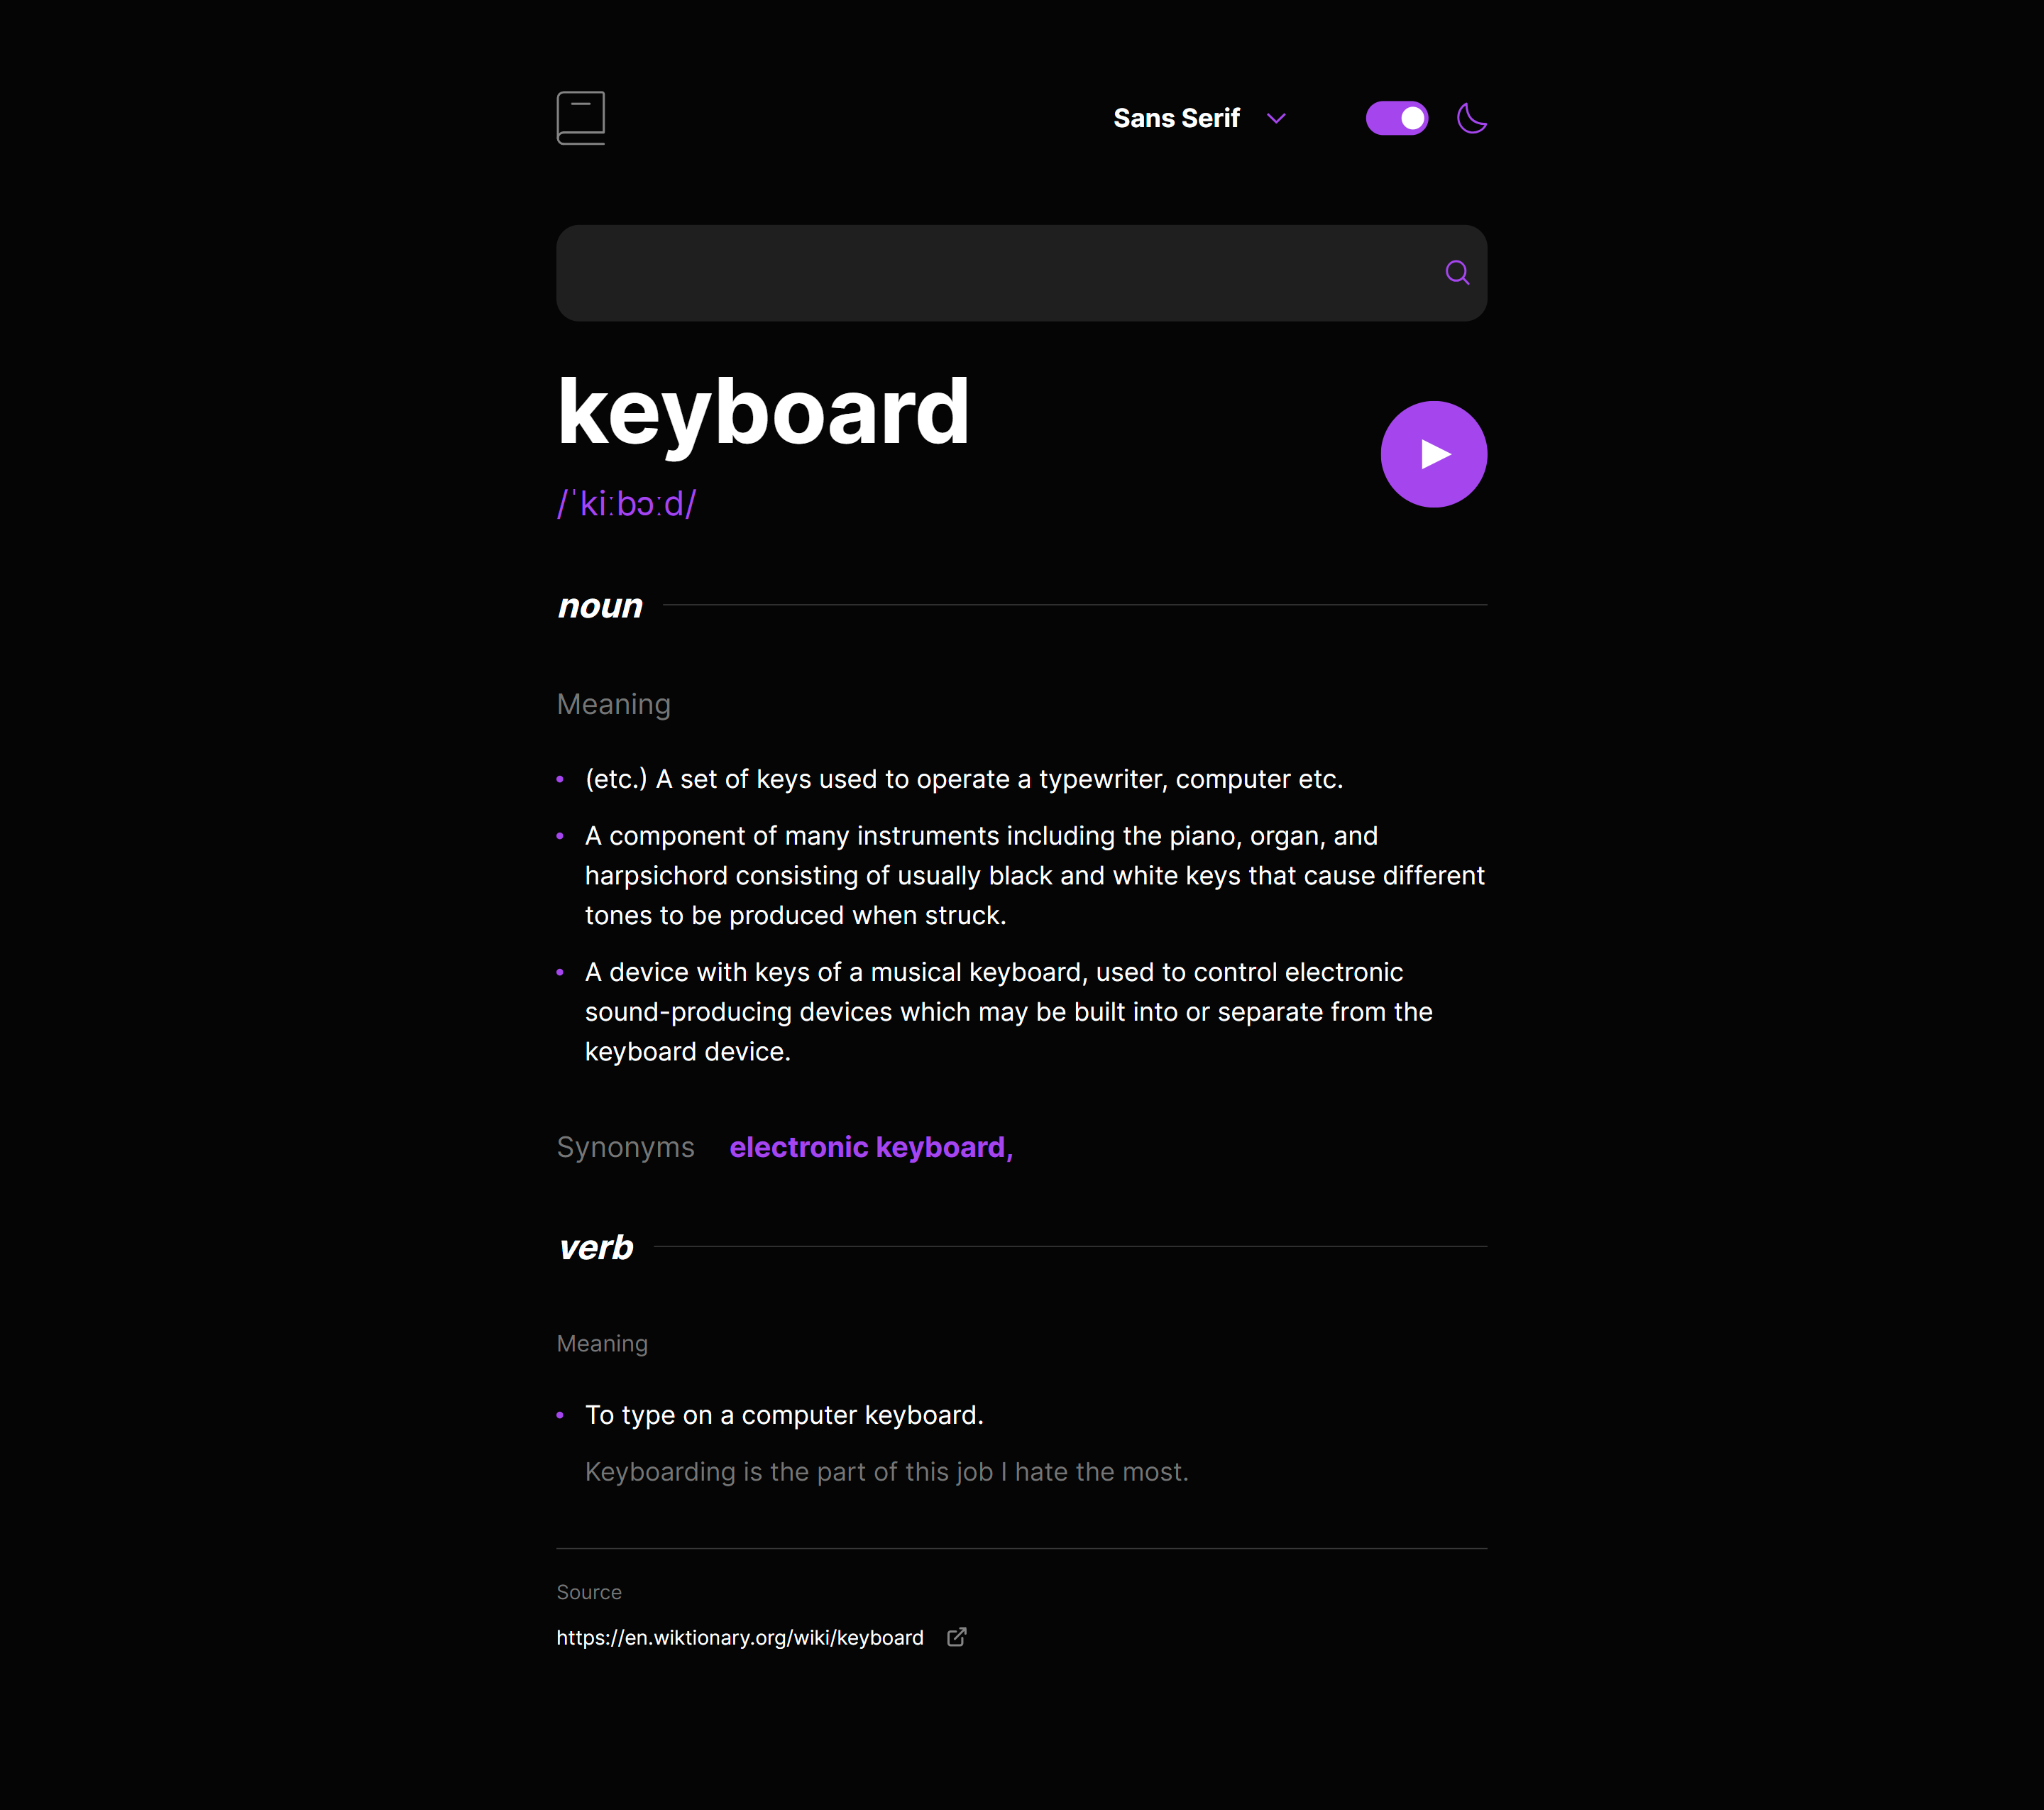 Sans Serif
keyboard
/ˈkiːbɔːd/
noun
Meaning
(etc.) A set of keys used to operate a typewriter, computer etc.
A component of many instruments including the piano, organ, and
harpsichord consisting of usually black and white keys that cause different
tones to be produced when struck.
A device with keys of a musical keyboard, used to control electronic
sound-producing devices which may be built into or separate from the
keyboard device.
Synonyms electronic keyboard,
verb
Meaning
To type on a computer keyboard.
Keyboarding is the part of this job I hate the most.
Source
https://en.wiktionary.org/wiki/keyboard